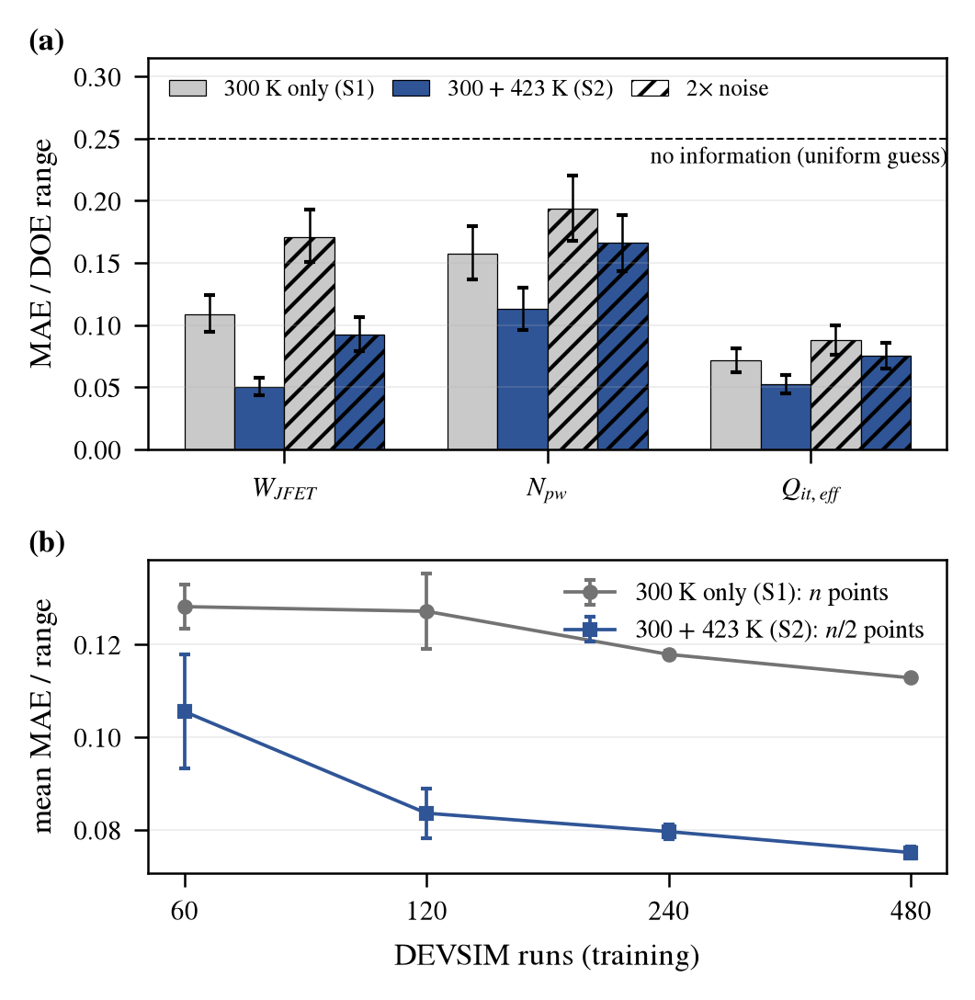 (a)
0.30
0.25
0.20
0.15
0.10
0.05
0.00
MAE / DOE range
300 K only (S1) 300 + 423 K (S2) 2× noise
no information (uniform guess)
W_JFET N_pw Q_it, eff
(b)
0.12
0.10
0.08
mean MAE / range
300 K only (S1): n points
300 + 423 K (S2): n/2 points
60 120 240 480
DEVSIM runs (training)